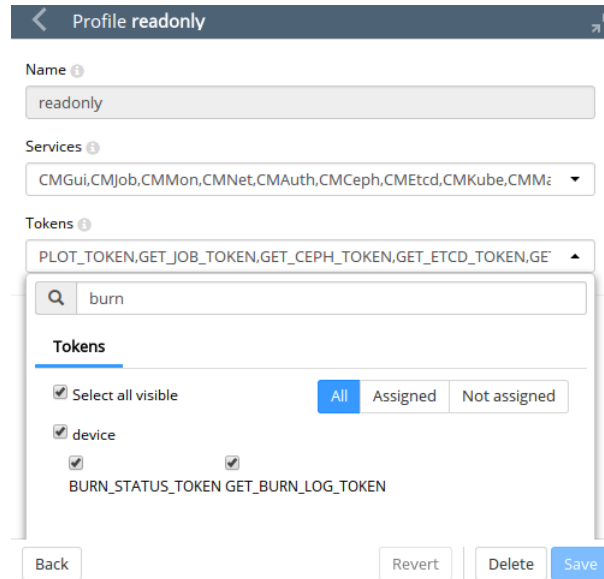 Profile readonly
Name
readonly
Services
CMGui,CMJob,CMMon,CMNet,CMAuth,CMCeph,CMEtcd,CMKube,CMMa
Tokens
PLOT_TOKEN,GET_JOB_TOKEN,GET_CEPH_TOKEN,GET_ETCD_TOKEN,GET
burn
Tokens
Select all visible All Assigned Not assigned
device
BURN_STATUS_TOKEN GET_BURN_LOG_TOKEN
Back Revert Delete Save